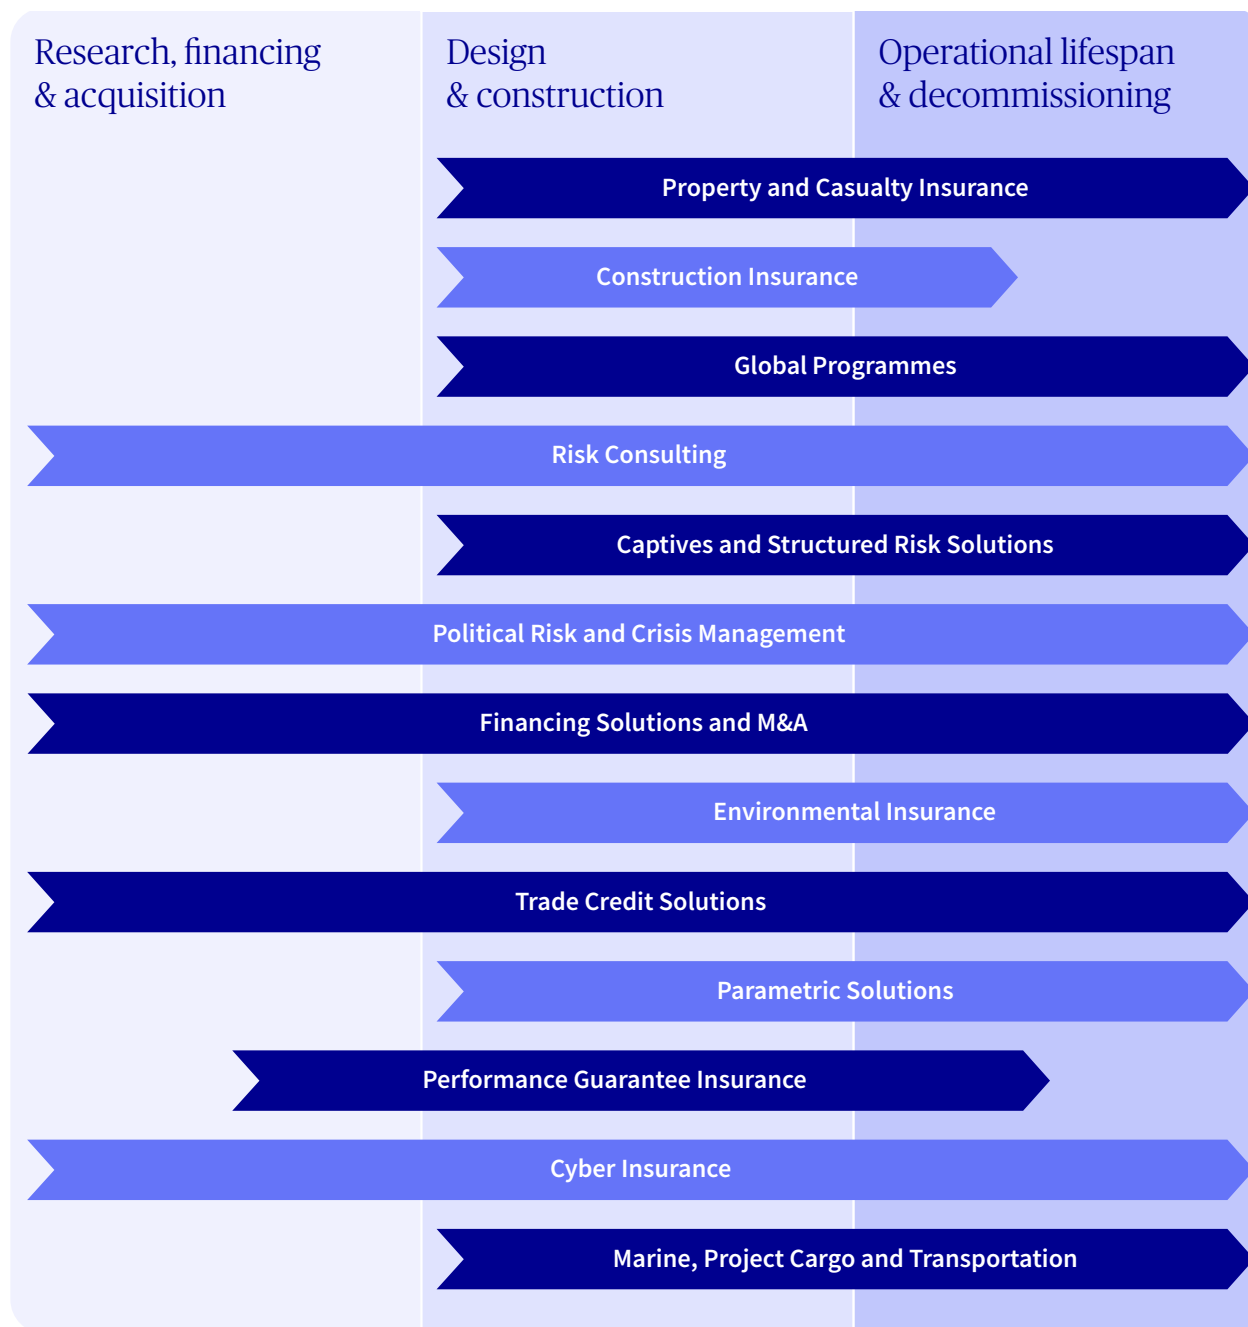 Research, financing
& acquisition
Design
& construction
Operational lifespan
& decommissioning
Property and Casualty Insurance
Construction Insurance
Global Programmes
Risk Consulting
Captives and Structured Risk Solutions
Political Risk and Crisis Management
Financing Solutions and M&A
Environmental Insurance
Trade Credit Solutions
Parametric Solutions
Performance Guarantee Insurance
Cyber Insurance
Marine, Project Cargo and Transportation